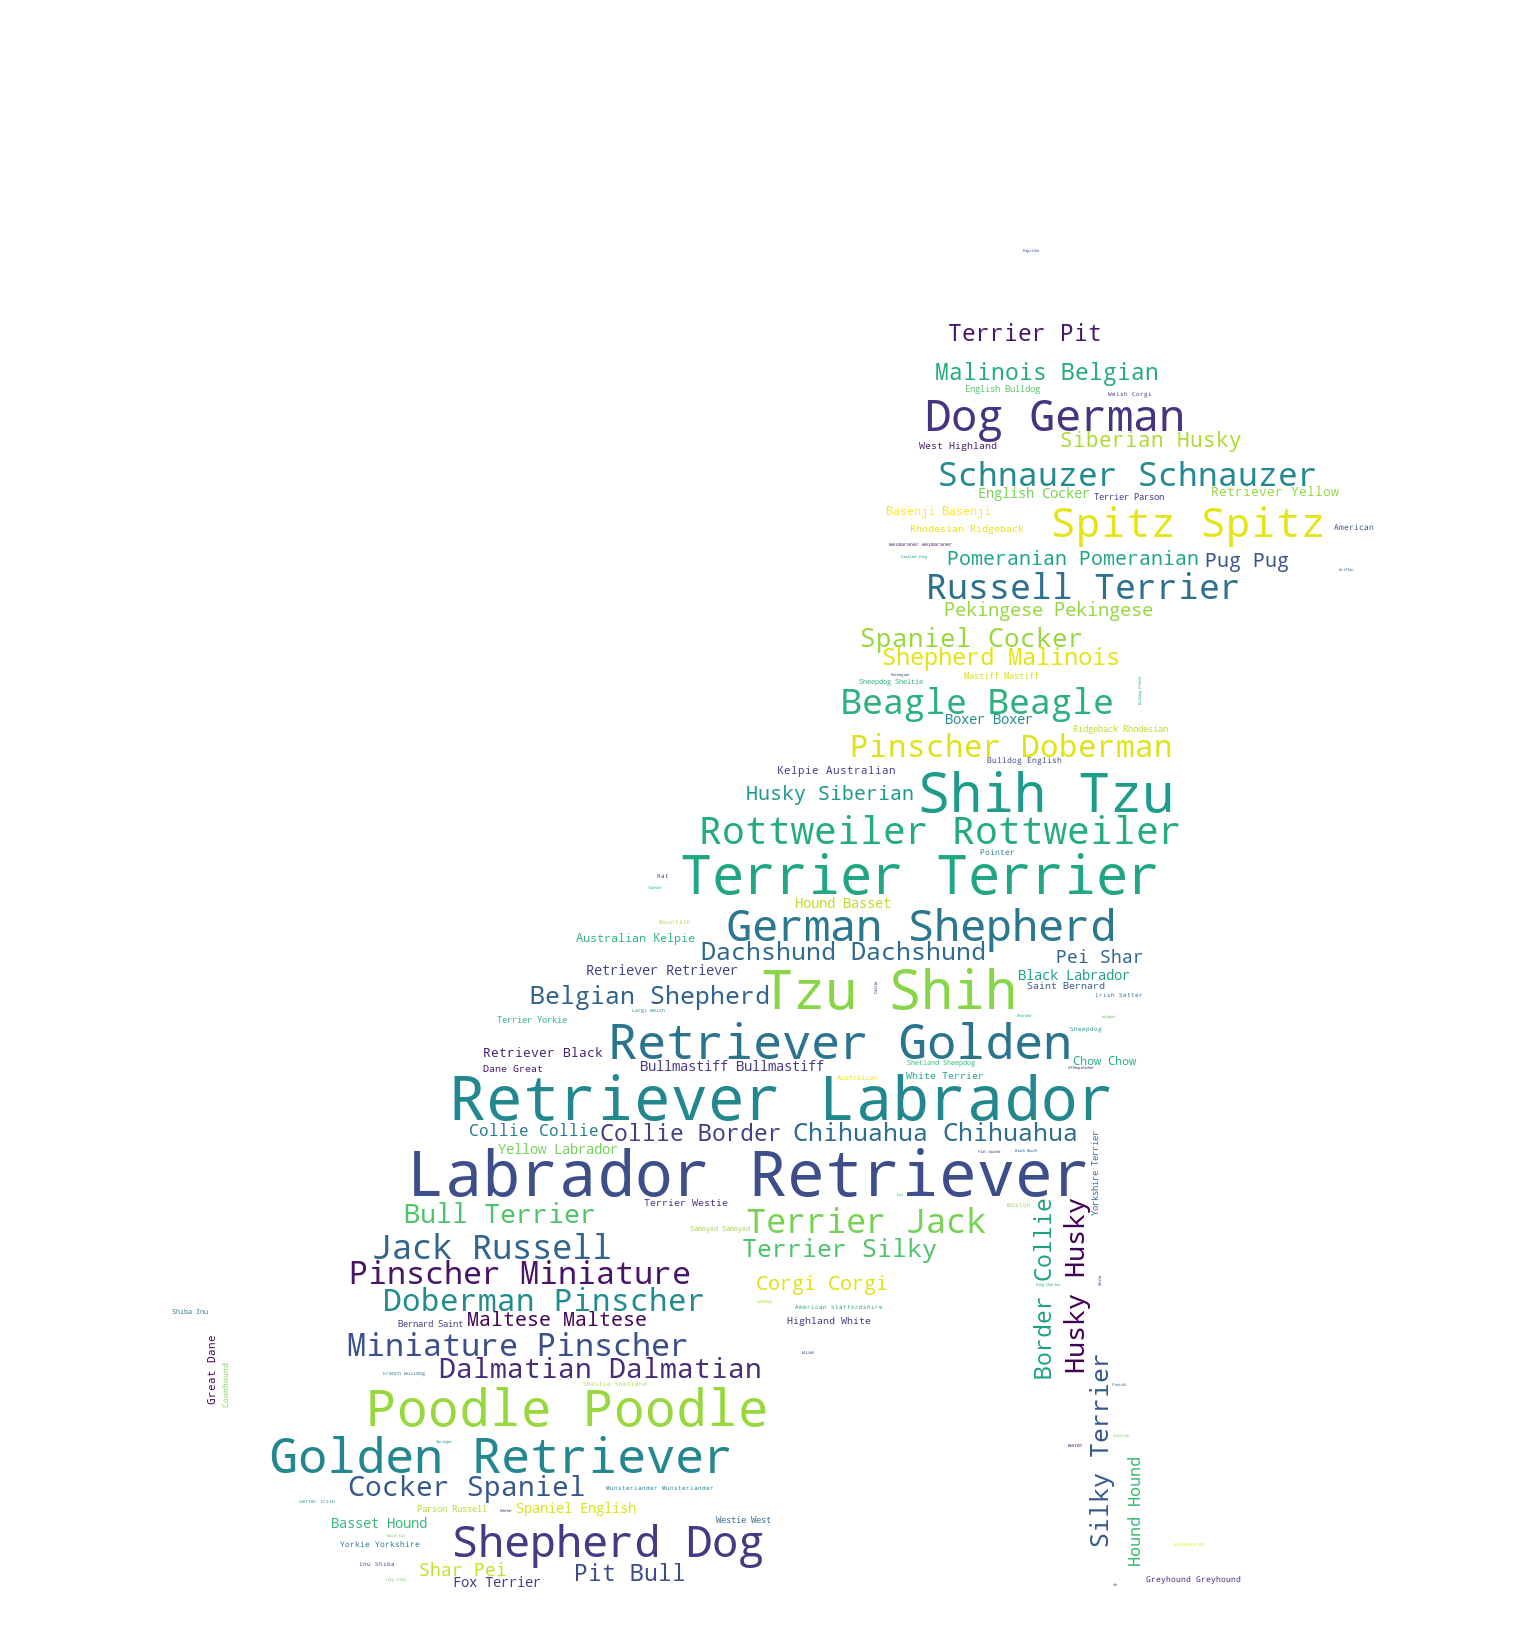 Papillon
Terrier Pit
Malinois Belgian
English Bulldog
Welsh Corgi
Dog German
Siberian Husky
West Highland
Schnauzer Schnauzer
English Cocker
Terrier Parson
Retriever Yellow
Basenji Basenji
Spitz Spitz
Rhodesian Ridgeback
American
Weimaraner Weimaraner
Pomeranian Pomeranian
Pug Pug
Russell Terrier
Pekingese Pekingese
Spaniel Cocker
Shepherd Malinois
Norwegian
Mastiff Mastiff
Sheepdog Sheltie
Beagle Beagle
Boxer Boxer
Ridgeback Rhodesian
Pinscher Doberman
Bulldog English
Kelpie Australian
Husky Siberian
Shih Tzu
Rottweiler Rottweiler
Pointer
Terrier Terrier
Rat
Hound Basset
Mountain
German Shepherd
Australian Kelpie
Dachshund Dachshund
Pei Shar
Retriever Retriever
Black Labrador
Tzu Shih
Saint Bernard
Belgian Shepherd
Irish Setter
Corgi Welsh
Terrier Yorkie
Sheepdog
Retriever Golden
Retriever Black
Shetland Sheepdog
Chow Chow
Dane Great
Bullmastiff Bullmastiff
Affenpinscher
Australian
White Terrier
Retriever Labrador
Collie Collie
Collie Border
Chihuahua Chihuahua
Yellow Labrador
Flat coated
Labrador Retriever
Yorkshire Terrier
Terrier Westie
Boston
Bull Terrier
Samoyed Samoyed
Terrier Jack
Jack Russell
Terrier Silky
Border Collie
Husky Husky
Pinscher Miniature
Corgi Corgi
Doberman Pinscher
American Staffordshire
Shiba Inu
Bernard Saint
Maltese Maltese
Highland White
Miniature Pinscher
Great Dane
Coonhound
Dalmatian Dalmatian
French Bulldog
Sheltie Shetland
Poodle Poodle
Silky Terrier
Golden Retriever
Springer
Water
Cocker Spaniel
Munsterlander Munsterlander
Setter Irish
Parson Russell
Spaniel English
Hound Hound
Basset Hound
Westie West
Yorkie Yorkshire
Shepherd Dog
Inu Shiba
Shar Pei
Pit Bull
Toy Fox
Fox Terrier
Greyhound Greyhound